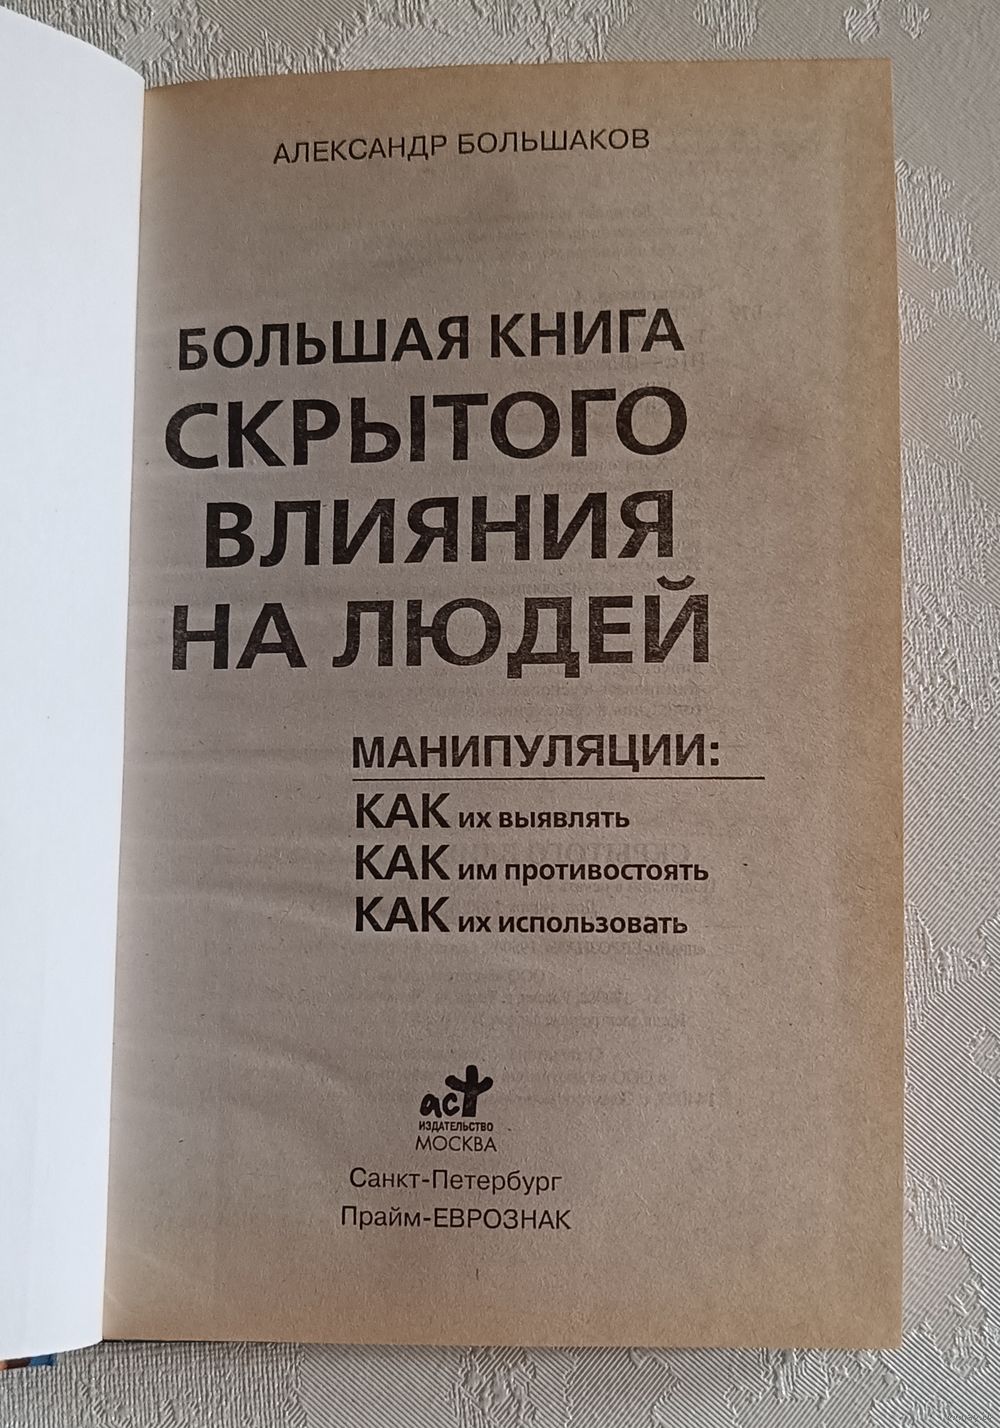 АЛЕКСАНДР БОЛЬШАКОВ
БОЛЬШАЯ КНИГА
СКРЫТОГО
ВЛИЯНИЯ
НА ЛЮДЕЙ
МАНИПУЛЯЦИИ:
КАК их выявлять
КАК им противостоять
КАК их использовать
аст
ИЗДАТЕЛЬСТВО
МОСКВА
Санкт-Петербург
Прайм-ЕВРОЗНАК